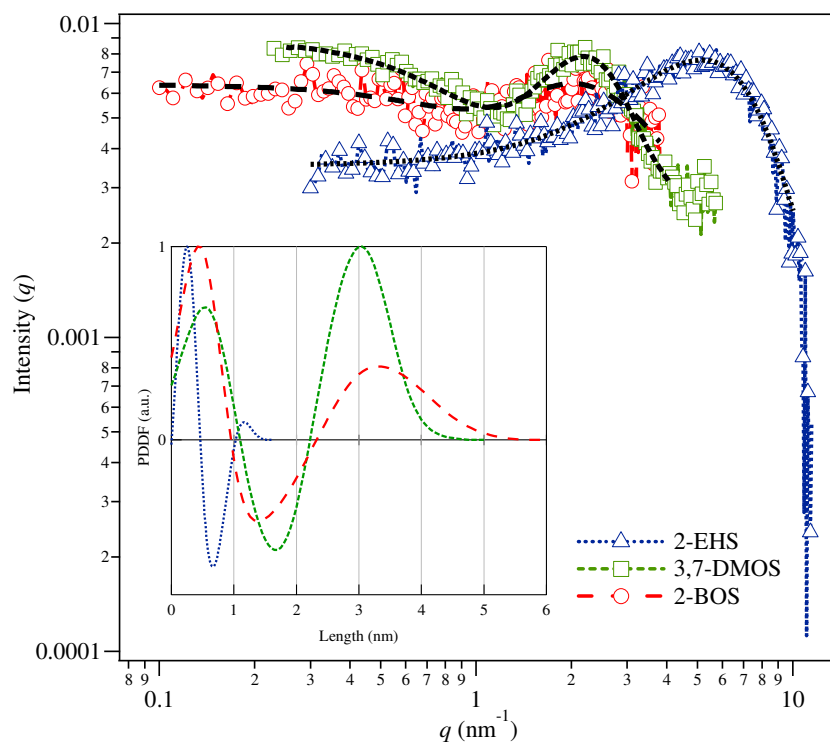 0.01
8
7
6
5
4
3
2
0.001
8
7
6
5
4
3
2
0.0001
Intensity (q)
1
0
PDDF (a.u.)
0 1 2 3 4 5 6
Length (nm)
2-EHS
3,7-DMOS
2-BOS
8 9 2 3 4 5 6 7 8 9 2 3 4 5 6 7 8 9
0.1 1 10
q (nm-1)